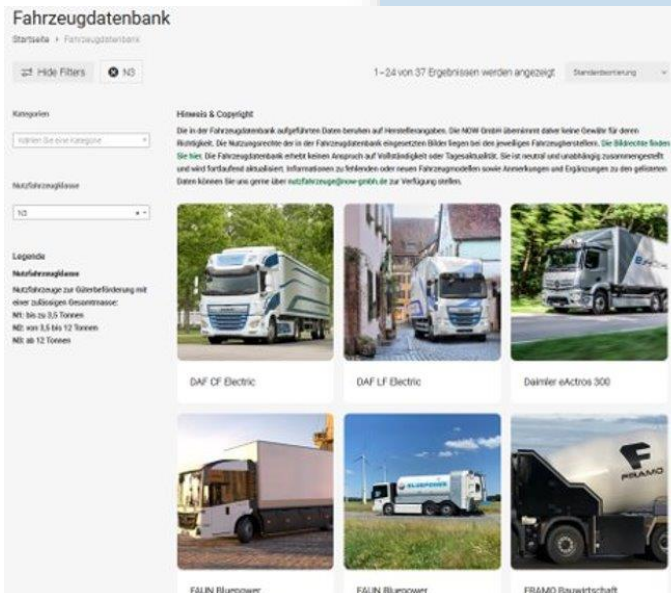 Fahrzeugdatenbank
Startseite › Fahrzeugdatenbank
Hide Filters
N3
1–24 von 37 Ergebnissen werden angezeigt
Standardsortierung
Kategorien
Wählen Sie eine Kategorie
Nutzfahrzeugklasse
N3
Legende
Nutzfahrzeugklasse
Nutzfahrzeuge zur Güterbeförderung mit
einer zulässigen Gesamtmasse:
N1: bis zu 3,5 Tonnen
N2: von 3,5 bis 12 Tonnen
N3: ab 12 Tonnen
Hinweis & Copyright
Die in der Fahrzeugdatenbank aufgeführten Daten beruhen auf Herstellerangaben. Die NOW GmbH übernimmt daher keine Gewähr für deren
Richtigkeit. Die Nutzungsrechte der in der Fahrzeugdatenbank eingesetzten Bilder liegen bei den jeweiligen Fahrzeugherstellern. Die Bildrechte finden
Sie hier. Die Fahrzeugdatenbank erhebt keinen Anspruch auf Vollständigkeit oder Tagesaktualität. Sie ist neutral und unabhängig zusammengestellt
und wird fortlaufend aktualisiert. Informationen zu fehlenden oder neuen Fahrzeugmodellen sowie Anmerkungen und Ergänzungen zu den gelisteten
Daten können Sie uns gerne über nutzfahrzeuge@now-gmbh.de zur Verfügung stellen.
DAF CF Electric
DAF LF Electric
Daimler eActros 300
BLUEPOWER
FRAMO
FAUN Bluepower
FAUN Bluepower
FRAMO Bauwirtschaft